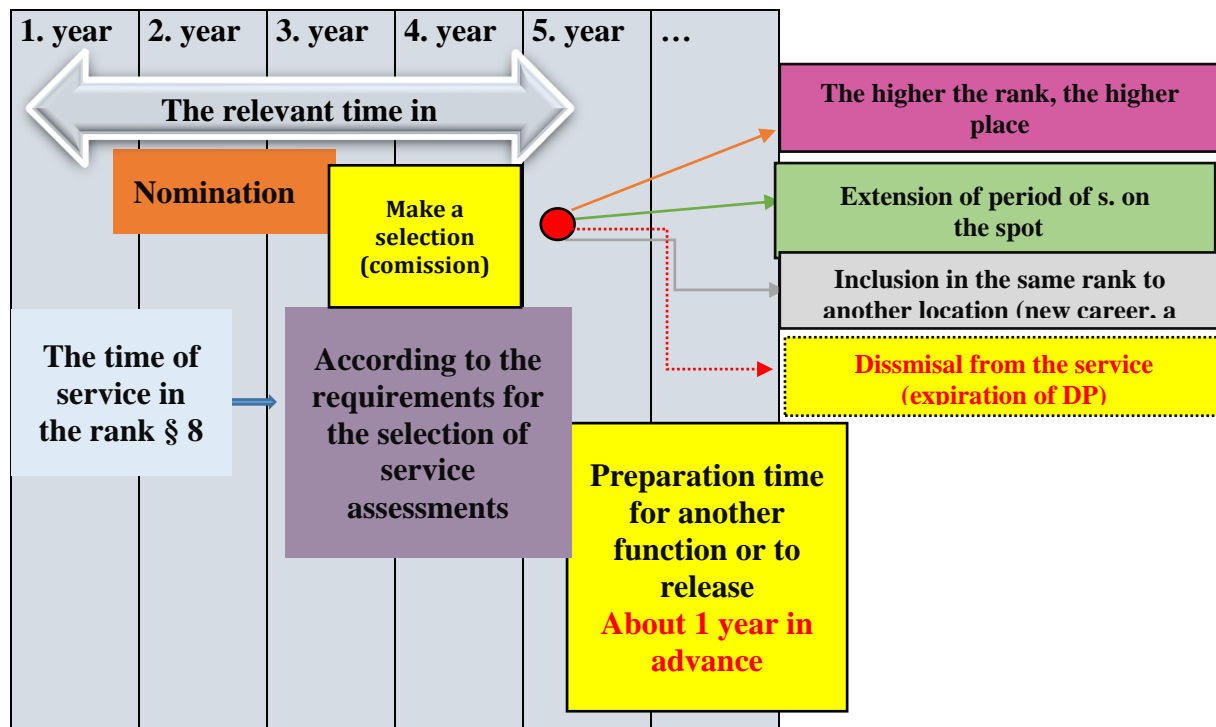 1. year 2. year 3. year 4. year 5. year …
The relevant time in
Nomination
Make a
selection
(comission)
The higher the rank, the higher
place
Extension of period of s. on
the spot
Inclusion in the same rank to
another location (new career, a
Dissmisal from the service
(expiration of DP)
The time of
service in
the rank § 8
According to the
requirements for
the selection of
service
assessments
Preparation time
for another
function or to
release
About 1 year in
advance